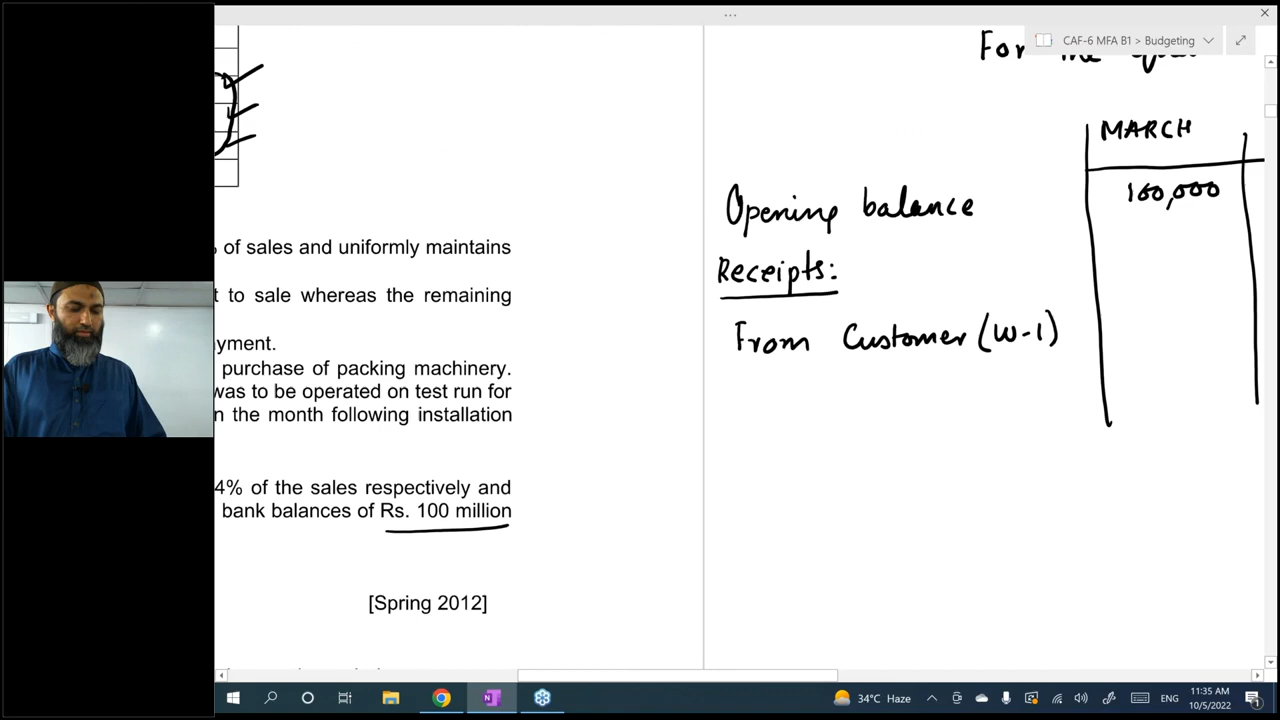 CAF-6 MFA B1 > Budgeting
For the
MARCH
100,000
Opening balance
Receipts:
From Customer (W-1)
of sales and uniformly maintains
t to sale whereas the remaining
yment.
purchase of packing machinery.
was to be operated on test run for
n the month following installation
4% of the sales respectively and
bank balances of Rs. 100 million
[Spring 2012]
34°C Haze
ENG
11:35 AM
10/5/2022